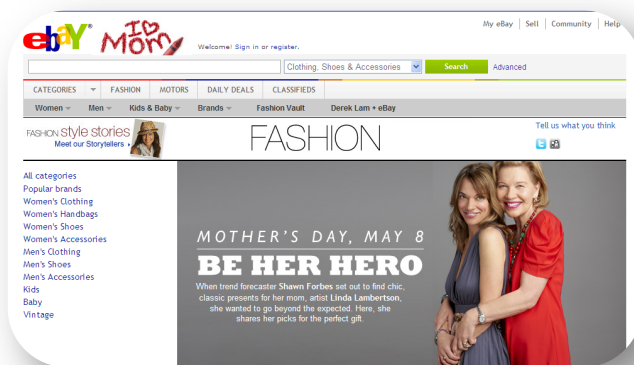 My eBay | Sell | Community | Help
ebaY
I ♥ MOM
Welcome! Sign in or register.
Clothing, Shoes & Accessories
Search
Advanced
CATEGORIES FASHION MOTORS DAILY DEALS CLASSIFIEDS
Women Men Kids & Baby Brands Fashion Vault Derek Lam + eBay
FASHION style stories
Meet our Storytellers
FASHION
Tell us what you think
All categories
Popular brands
Women's Clothing
Women's Handbags
Women's Shoes
Women's Accessories
Men's Clothing
Men's Shoes
Men's Accessories
Kids
Baby
Vintage
MOTHER'S DAY, MAY 8
BE HER HERO
When trend forecaster Shawn Forbes set out to find chic,
classic presents for her mom, artist Linda Lambertson,
she wanted to go beyond the expected. Here, she
shares her picks for the perfect gift.